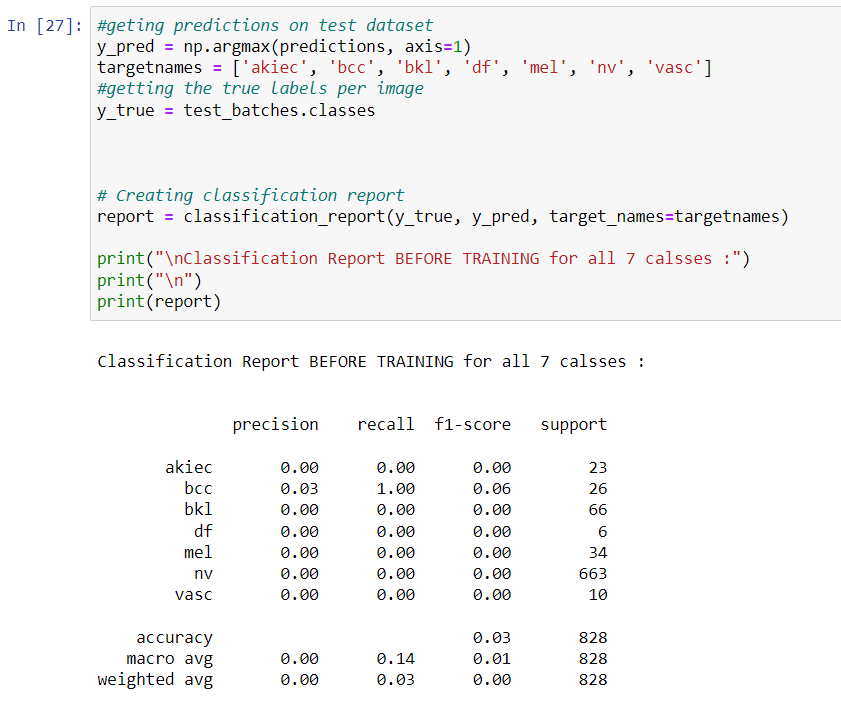 In [27]: #geting predictions on test dataset
y_pred = np.argmax(predictions, axis=1)
targetnames = ['akiec', 'bcc', 'bkl', 'df', 'mel', 'nv', 'vasc']
#getting the true labels per image
y_true = test_batches.classes
# Creating classification report
report = classification_report(y_true, y_pred, target_names=targetnames)
print("\nClassification Report BEFORE TRAINING for all 7 calsses :")
print("\n")
print(report)
Classification Report BEFORE TRAINING for all 7 calsses :
precision recall f1-score support
akiec 0.00 0.00 0.00 23
bcc 0.03 1.00 0.06 26
bkl 0.00 0.00 0.00 66
df 0.00 0.00 0.00 6
mel 0.00 0.00 0.00 34
nv 0.00 0.00 0.00 663
vasc 0.00 0.00 0.00 10
accuracy 0.03 828
macro avg 0.00 0.14 0.01 828
weighted avg 0.00 0.03 0.00 828